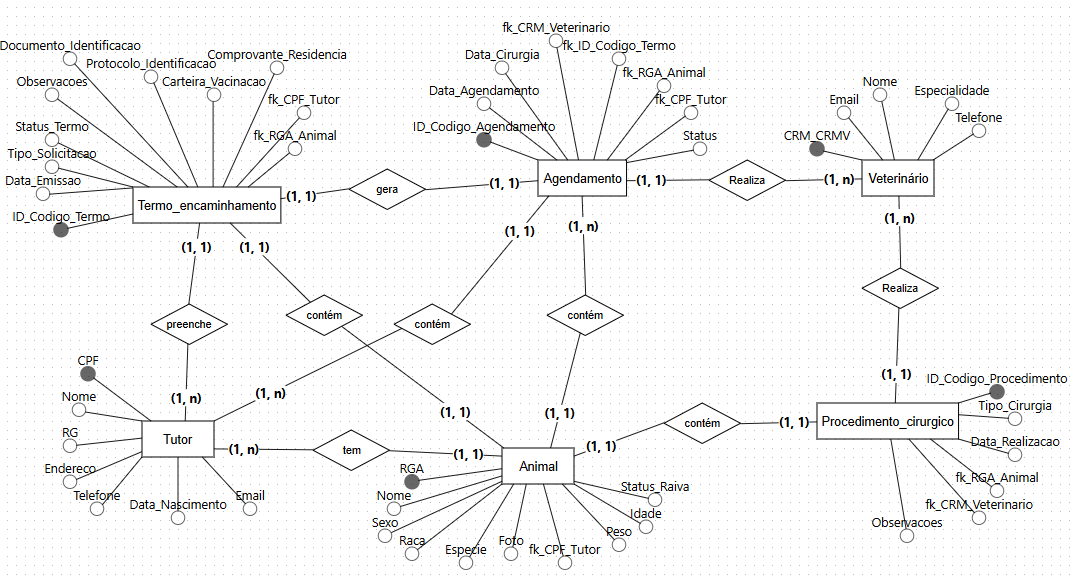 fk_CRM_Veterinario
Documento_Identificacao
fk_ID_Codigo_Termo
Comprovante_Residencia
Data_Cirurgia
Protocolo_Identificacao
fk_RGA_Animal
Observacoes
Carteira_Vacinacao
Nome
Data_Agendamento
Especialidade
fk_CPF_Tutor
fk_CPF_Tutor
Email
Telefone
Status_Termo
ID_Codigo_Agendamento
fk_RGA_Animal
Status
CRM_CRMV
Tipo_Solicitacao
Data_Emissao
Agendamento
Veterinário
(1, 1)
(1, 1)
Realiza
(1, n)
gera
(1, 1)
Termo_encaminhamento
ID_Codigo_Termo
(1, n)
(1, 1)
(1, n)
(1, 1)
(1, 1)
Realiza
contém
contém
contém
preenche
CPF
(1, 1)
ID_Codigo_Procedimento
Nome
(1, n)
(1, n)
Tipo_Cirurgia
(1, 1)
(1, 1)
contém
(1, 1)
Procedimento_cirurgico
RG
Tutor
Data_Realizacao
(1, n)
tem
(1, 1)
(1, 1)
Endereco
RGA
Animal
fk_RGA_Animal
Telefone
Data_Nascimento
Email
Nome
Status_Raiva
fk_CRM_Veterinario
Idade
Sexo
Observacoes
Raca
Foto
Peso
Especie
fk_CPF_Tutor